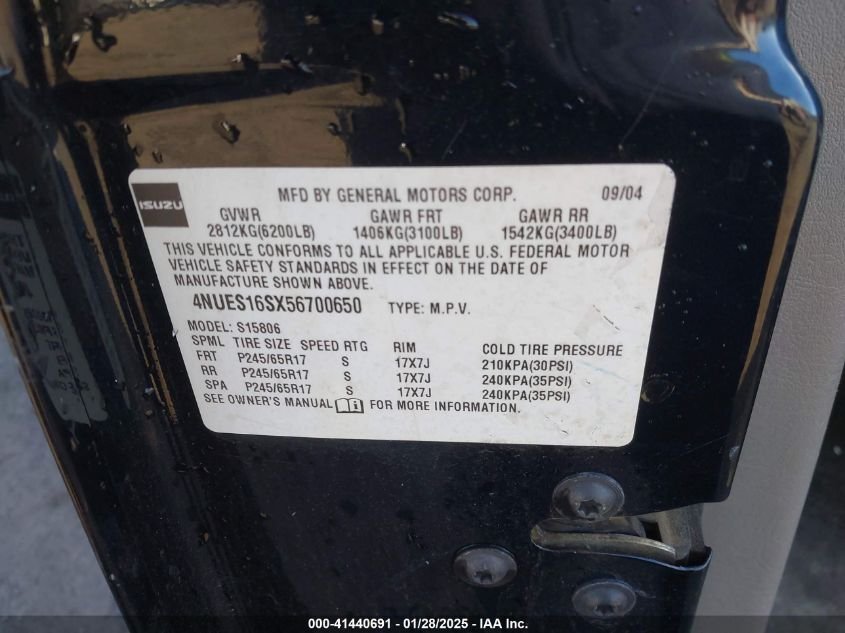 ISUZU
MFD BY GENERAL MOTORS CORP. 09/04
GVWR GAWR FRT GAWR RR
2812KG(6200LB) 1406KG(3100LB) 1542KG(3400LB)
THIS VEHICLE CONFORMS TO ALL APPLICABLE U.S. FEDERAL MOTOR
VEHICLE SAFETY STANDARDS IN EFFECT ON THE DATE OF
MANUFACTURE SHOWN ABOVE.
4NUES16SX56700650 TYPE: M.P.V.
MODEL: S15806
SPML TIRE SIZE SPEED RTG RIM COLD TIRE PRESSURE
FRT P245/65R17 S 17X7J 210KPA(30PSI)
RR P245/65R17 S 17X7J 240KPA(35PSI)
SPA P245/65R17 S 17X7J 240KPA(35PSI)
SEE OWNER'S MANUAL FOR MORE INFORMATION.
000-41440691 - 01/28/2025 - IAA Inc.